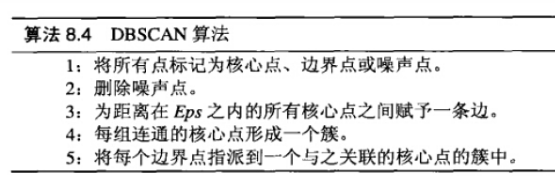 算法 8.4 DBSCAN 算法
1：将所有点标记为核心点、边界点或噪声点。
2：删除噪声点。
3：为距离在 Eps 之内的所有核心点之间赋予一条边。
4：每组连通的核心点形成一个簇。
5：将每个边界点指派到一个与之关联的核心点的簇中。